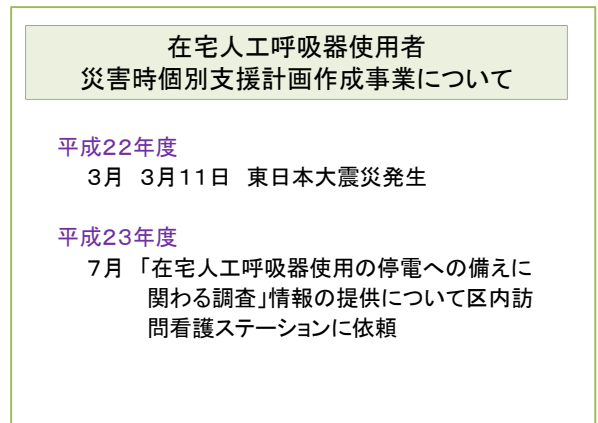 在宅人工呼吸器使用者
災害時個別支援計画作成事業について
平成22年度
3月 3月11日 東日本大震災発生
平成23年度
7月 「在宅人工呼吸器使用の停電への備えに
関わる調査」情報の提供について区内訪
問看護ステーションに依頼